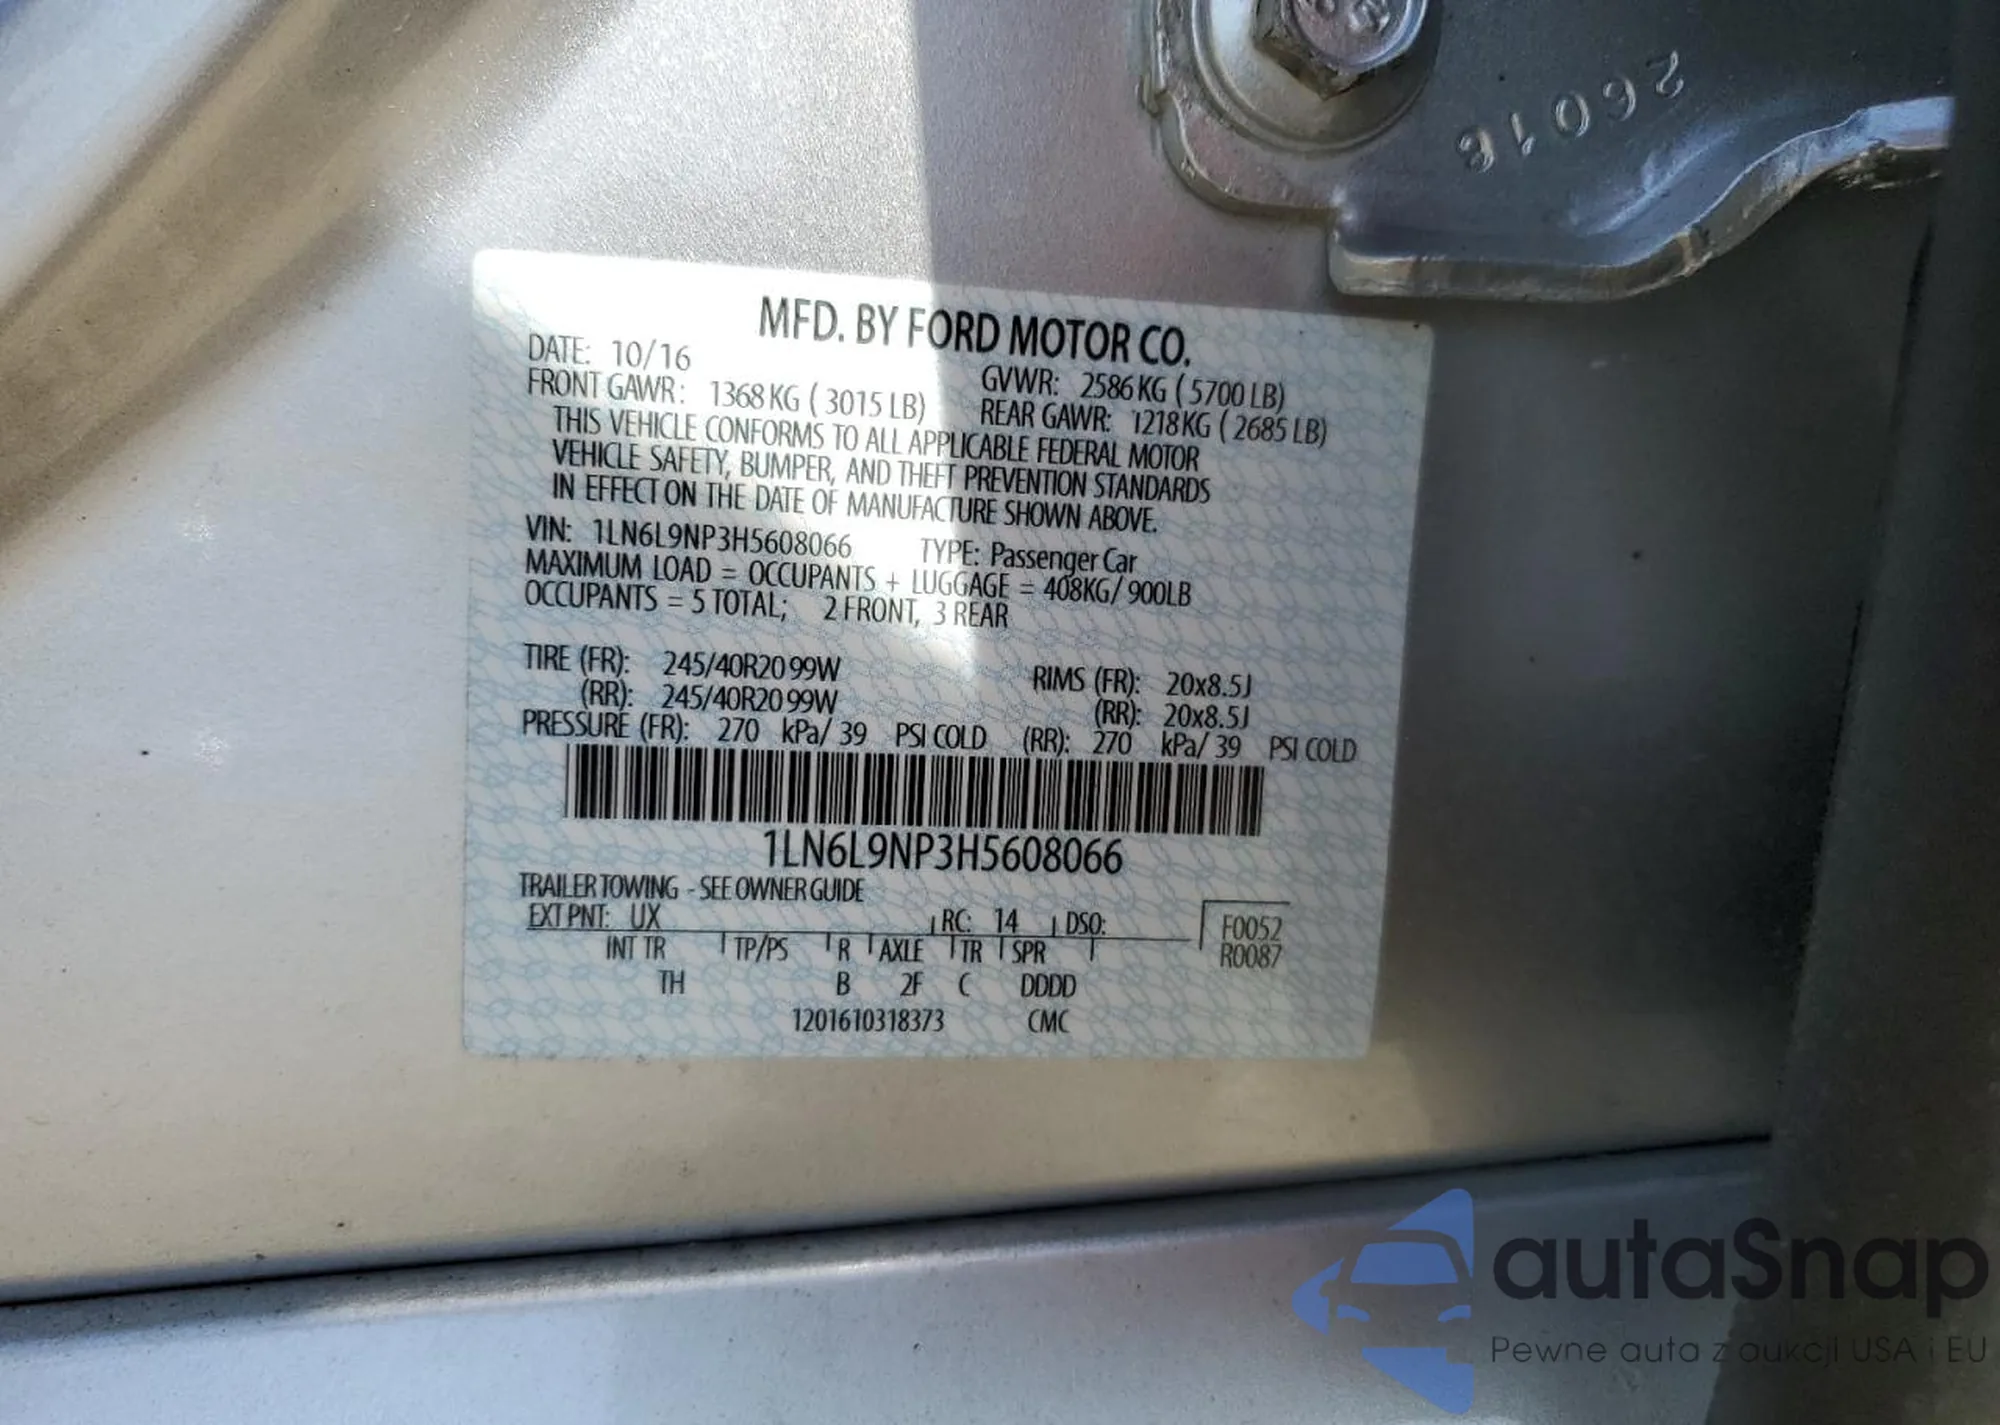 26018
MFD. BY FORD MOTOR CO.
DATE: 10/16 GVWR: 2586 KG ( 5700 LB)
FRONT GAWR: 1368 KG ( 3015 LB) REAR GAWR: 1218 KG ( 2685 LB)
THIS VEHICLE CONFORMS TO ALL APPLICABLE FEDERAL MOTOR
VEHICLE SAFETY, BUMPER, AND THEFT PREVENTION STANDARDS
IN EFFECT ON THE DATE OF MANUFACTURE SHOWN ABOVE.
VIN: 1LN6L9NP3H5608066 TYPE: Passenger Car
MAXIMUM LOAD = OCCUPANTS + LUGGAGE = 408KG/ 900LB
OCCUPANTS = 5 TOTAL; 2 FRONT, 3 REAR
TIRE (FR): 245/40R20 99W RIMS (FR): 20x8.5J
(RR): 245/40R20 99W (RR): 20x8.5J
PRESSURE (FR): 270 kPa/ 39 PSI COLD (RR): 270 kPa/ 39 PSI COLD
1LN6L9NP3H5608066
TRAILER TOWING - SEE OWNER GUIDE
EXT PNT: UX RC: 14 DSO: F0052
INT TR TP/PS R AXLE TR SPR R0087
TH B 2F C DDDD
1201610318373 CMC
autaSnap
Pewne auta z aukcji USA i EU